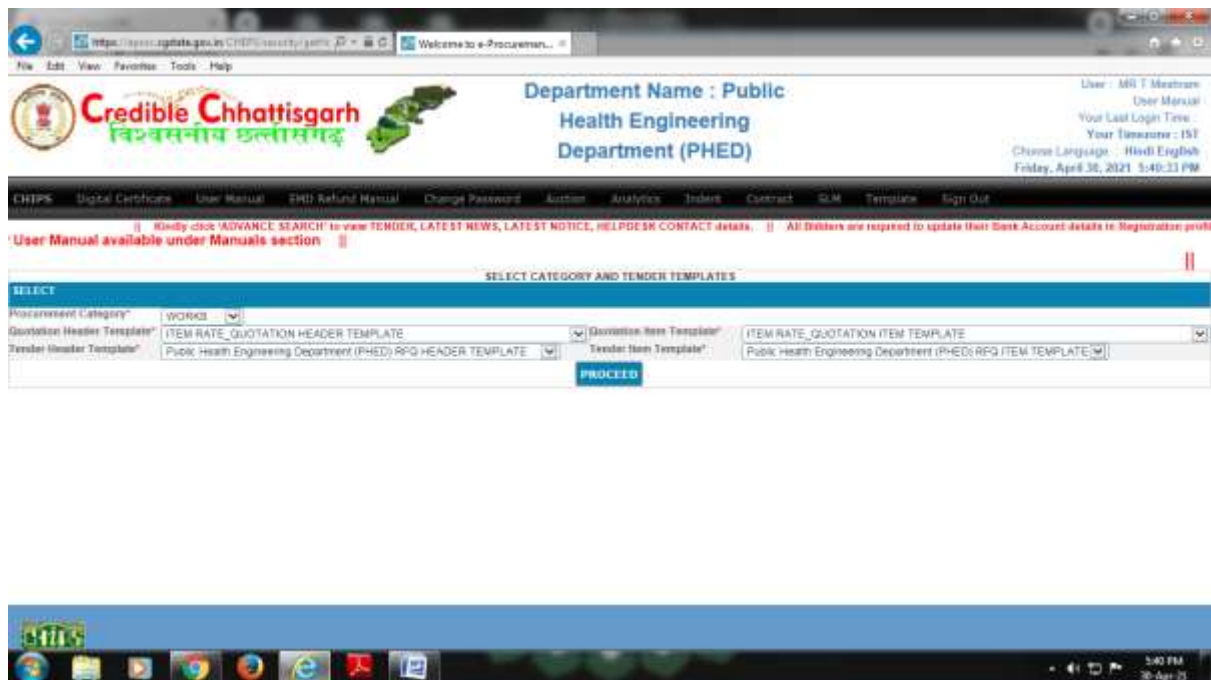 Welcome to e-Procuremen...
File Edit View Favorites Tools Help
Credible Chhattisgarh
विश्वसनीय छत्तीसगढ़
Department Name : Public
Health Engineering
Department (PHED)
User : MR T Meshram
User Manual
Your Last Login Time :
Your Timezone : IST
Choose Language : Hindi English
Friday, April 30, 2021 5:40:33 PM
CHIPS Digital Certificate User Manual EMD Refund Manual Change Password Auction Analytics Indent Contract SLM Template Sign Out
|| Kindly click 'ADVANCE SEARCH' to view TENDER, LATEST NEWS, LATEST NOTICE, HELPDESK CONTACT details. || All Bidders are required to update their Bank Account details in Registration profi
User Manual available under Manuals section ||
||
SELECT CATEGORY AND TENDER TEMPLATES
SELECT
Procurement Category* WORKS
Quotation Header Template* ITEM RATE_QUOTATION HEADER TEMPLATE Quotation Item Template* ITEM RATE_QUOTATION ITEM TEMPLATE
Tender Header Template* Public Health Engineering Department (PHED) RFQ HEADER TEMPLATE Tender Item Template* Public Health Engineering Department (PHED) RFQ ITEM TEMPLATE
PROCEED
CHiPS
5:40 PM
30-Apr-21